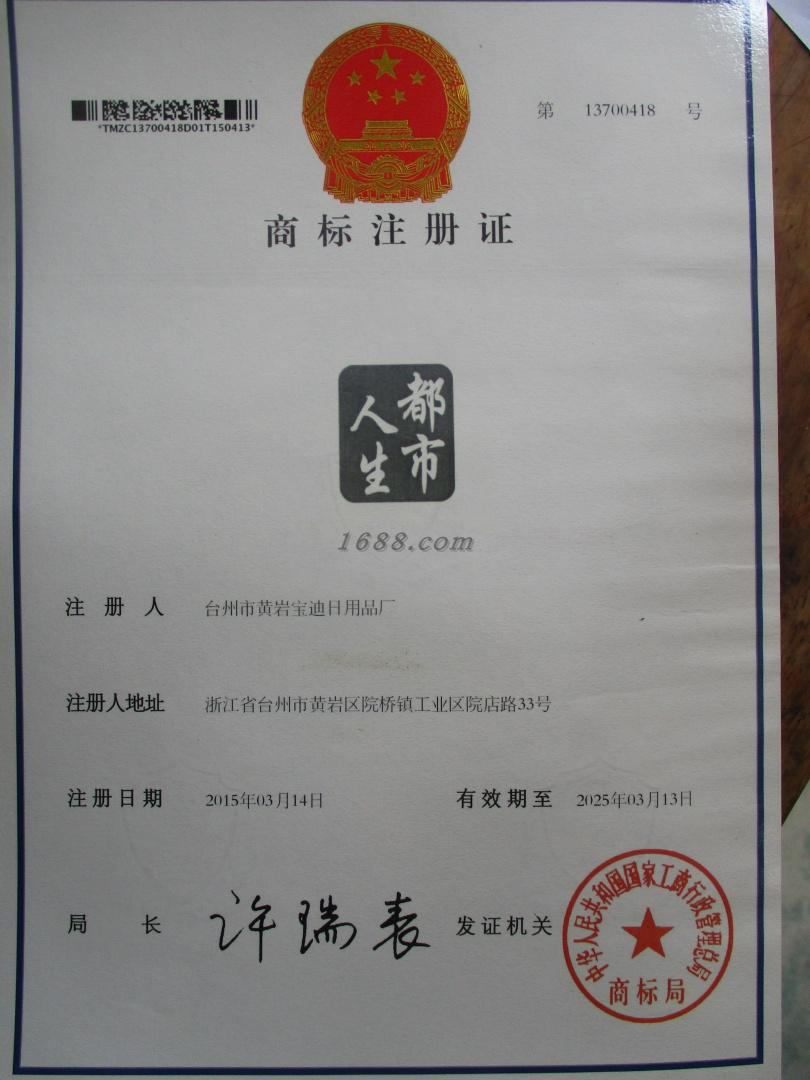 *TMZC13700418D01T150413*
第 13700418 号
商标注册证
都市
人生
1688.com
注册人 台州市黄岩宝迪日用品厂
注册人地址 浙江省台州市黄岩区院桥镇工业区院店路33号
注册日期 2015年03月14日 有效期至 2025年03月13日
局长 许瑞表 发证机关
中华人民共和国国家工商行政管理总局
商标局